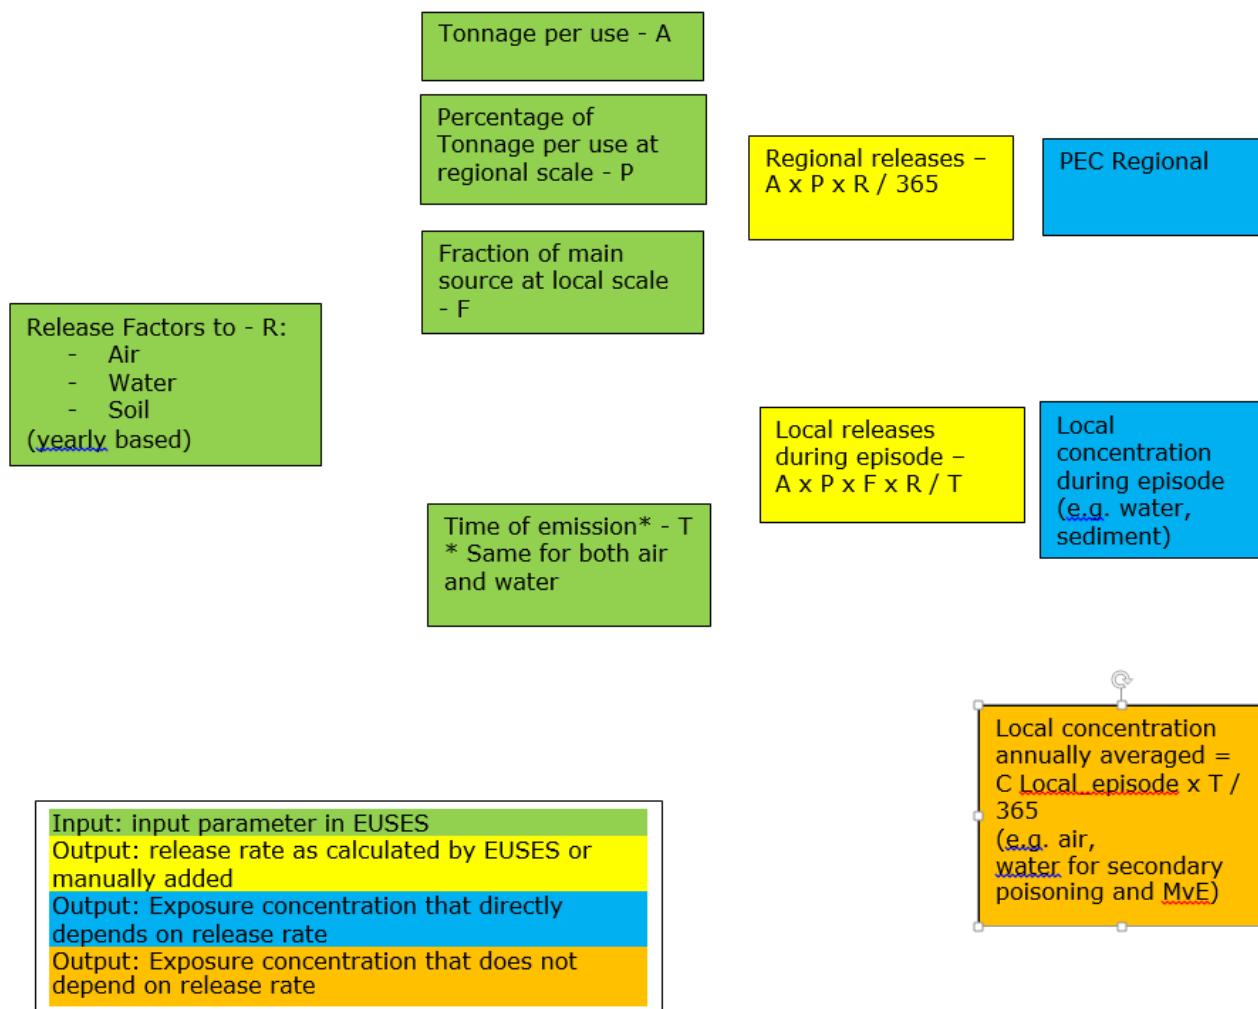 Tonnage per use - A
Percentage of
Tonnage per use at
regional scale - P
Fraction of main
source at local scale
- F
Release Factors to - R:
- Air
- Water
- Soil
(yearly based)
Time of emission* - T
* Same for both air
and water
Regional releases –
A x P x R / 365
PEC Regional
Local releases
during episode –
A x P x F x R / T
Local
concentration
during episode
(e.g. water,
sediment)
Local concentration
annually averaged =
C Local_episode x T /
365
(e.g. air,
water for secondary
poisoning and MvE)
Input: input parameter in EUSES
Output: release rate as calculated by EUSES or
manually added
Output: Exposure concentration that directly
depends on release rate
Output: Exposure concentration that does not
depend on release rate